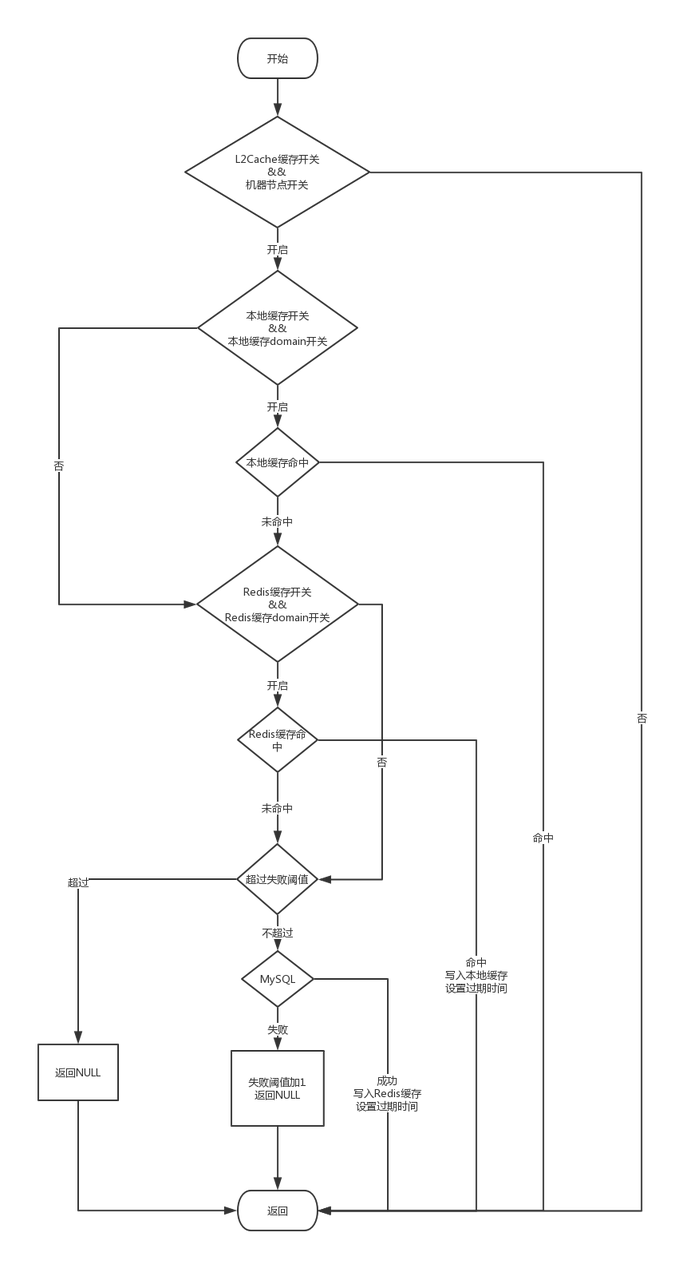 开始
L2Cache缓存开关
&&
机器节点开关
开启
本地缓存开关
&&
本地缓存domain开关
开启
否
本地缓存命中
未命中
Redis缓存开关
&&
Redis缓存domain开关
开启
否
Redis缓存命
中
否
未命中
命中
超过失败阈值
超过
不超过
命中
写入本地缓存
设置过期时间
MySQL
失败
返回NULL
失败阈值加1
返回NULL
成功
写入Redis缓存
设置过期时间
返回